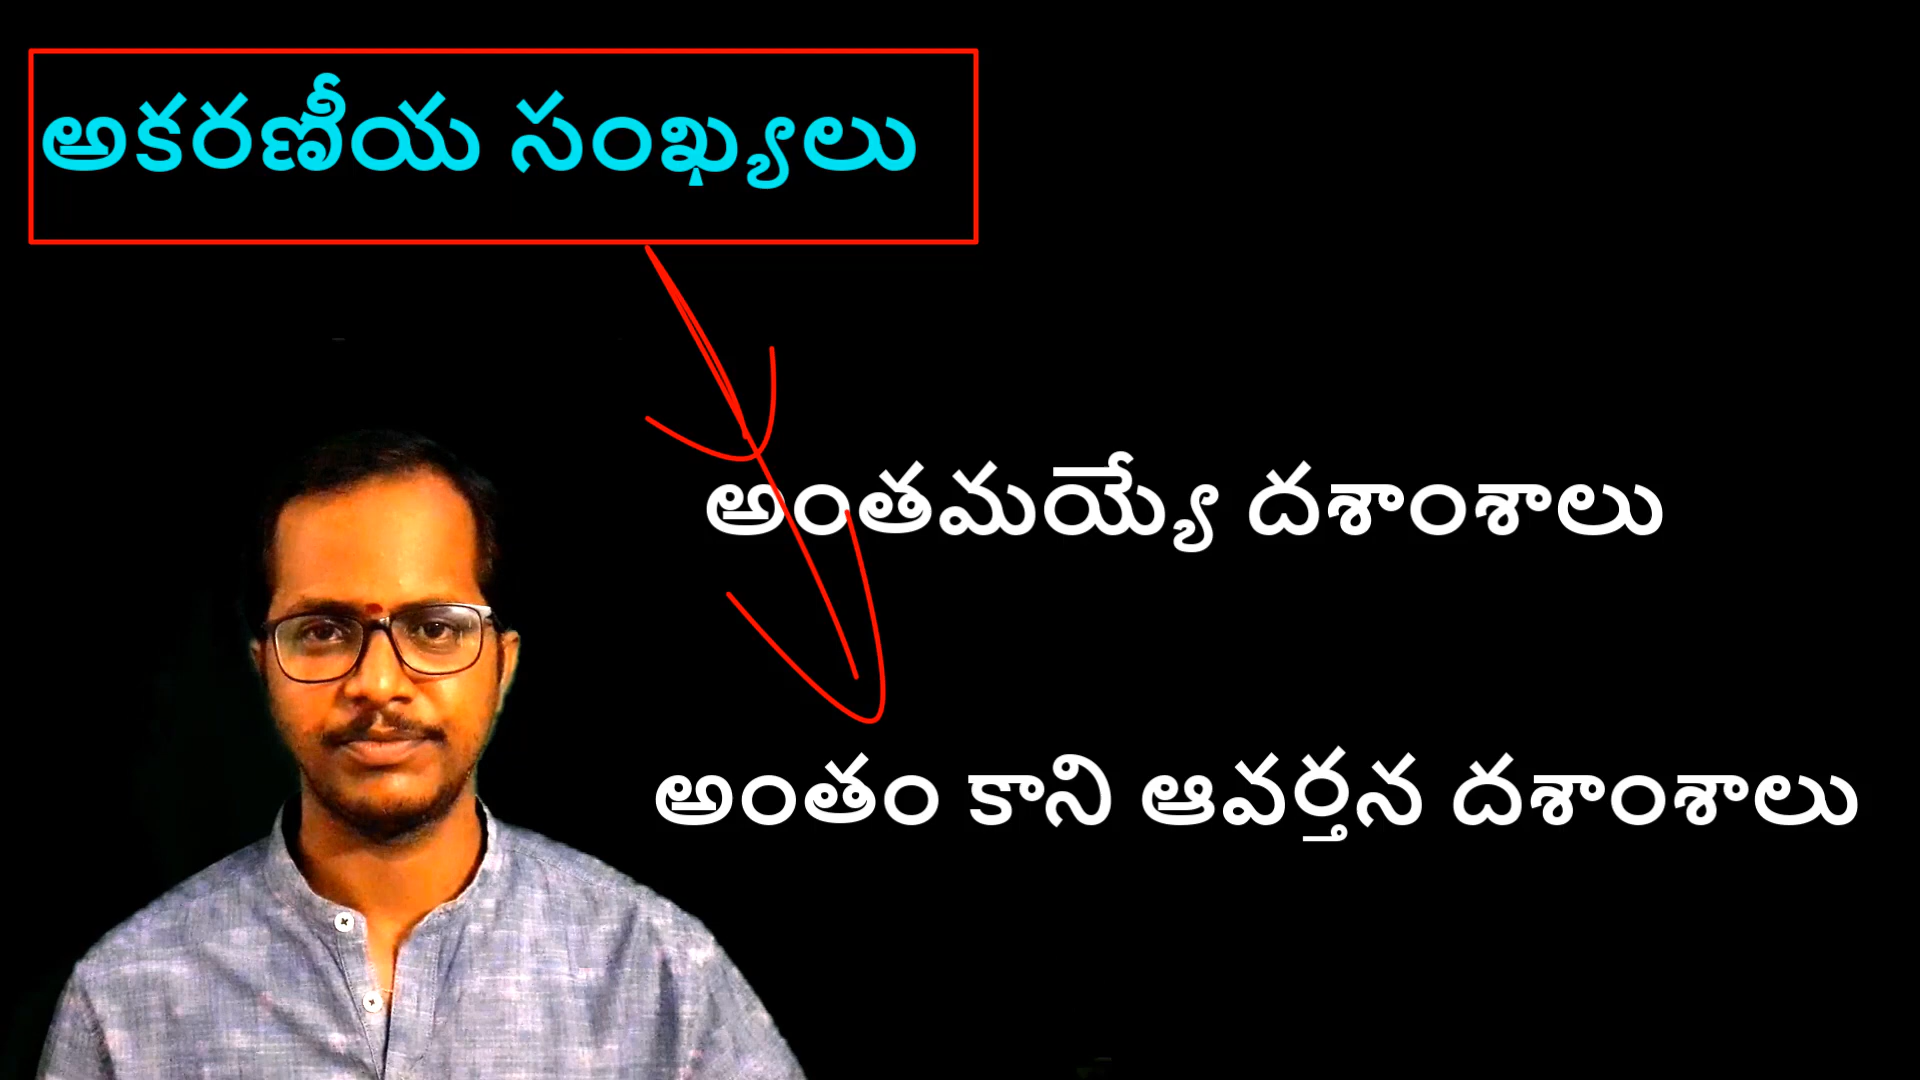 అకరణీయ సంఖ్యలు
అంతమయ్యే దశాంశాలు
అంతం కాని ఆవర్తన దశాంశాలు